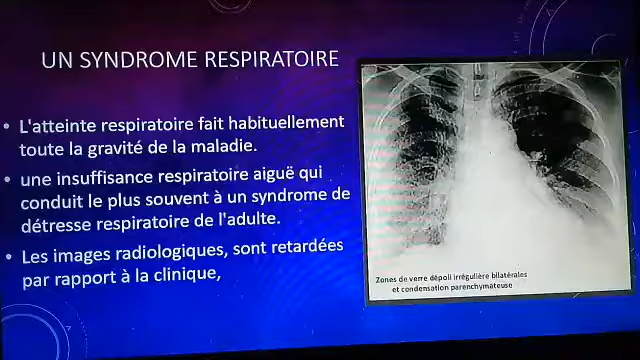 UN SYNDROME RESPIRATOIRE
• L'atteinte respiratoire fait habituellement
toute la gravité de la maladie.
• une insuffisance respiratoire aiguë qui
conduit le plus souvent à un syndrome de
détresse respiratoire de l'adulte.
• Les images radiologiques, sont retardées
par rapport à la clinique,
Zones de verre dépoli irrégulière bilatérales
et condensation parenchymateuse